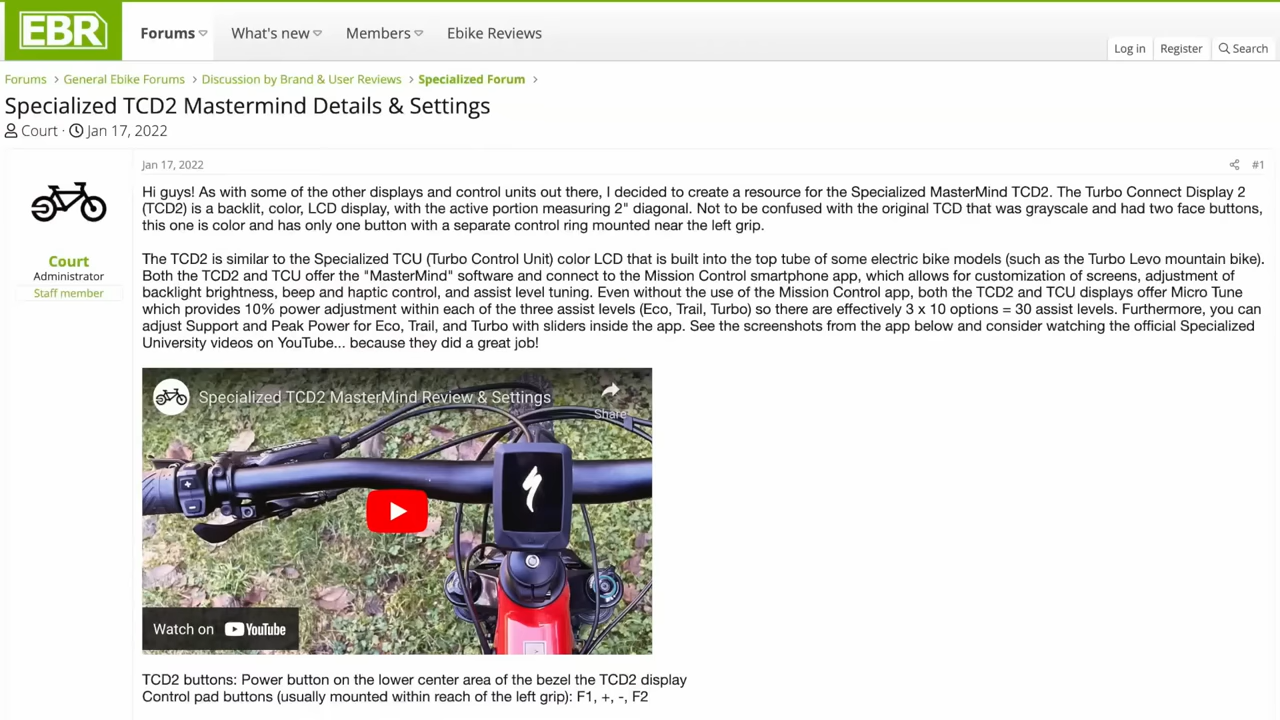 EBR
Forums
What's new
Members
Ebike Reviews
Log in
Register
Search
Forums > General Ebike Forums > Discussion by Brand & User Reviews > Specialized Forum >
Specialized TCD2 Mastermind Details & Settings
Court · Jan 17, 2022
Jan 17, 2022
#1
Court
Administrator
Staff member
Hi guys! As with some of the other displays and control units out there, I decided to create a resource for the Specialized MasterMind TCD2. The Turbo Connect Display 2
(TCD2) is a backlit, color, LCD display, with the active portion measuring 2" diagonal. Not to be confused with the original TCD that was grayscale and had two face buttons,
this one is color and has only one button with a separate control ring mounted near the left grip.
The TCD2 is similar to the Specialized TCU (Turbo Control Unit) color LCD that is built into the top tube of some electric bike models (such as the Turbo Levo mountain bike).
Both the TCD2 and TCU offer the "MasterMind" software and connect to the Mission Control smartphone app, which allows for customization of screens, adjustment of
backlight brightness, beep and haptic control, and assist level tuning. Even without the use of the Mission Control app, both the TCD2 and TCU displays offer Micro Tune
which provides 10% power adjustment within each of the three assist levels (Eco, Trail, Turbo) so there are effectively 3 x 10 options = 30 assist levels. Furthermore, you can
adjust Support and Peak Power for Eco, Trail, and Turbo with sliders inside the app. See the screenshots from the app below and consider watching the official Specialized
University videos on YouTube... because they did a great job!
Specialized TCD2 MasterMind Review & Settings
Share
Watch on YouTube
TCD2 buttons: Power button on the lower center area of the bezel the TCD2 display
Control pad buttons (usually mounted within reach of the left grip): F1, +, -, F2